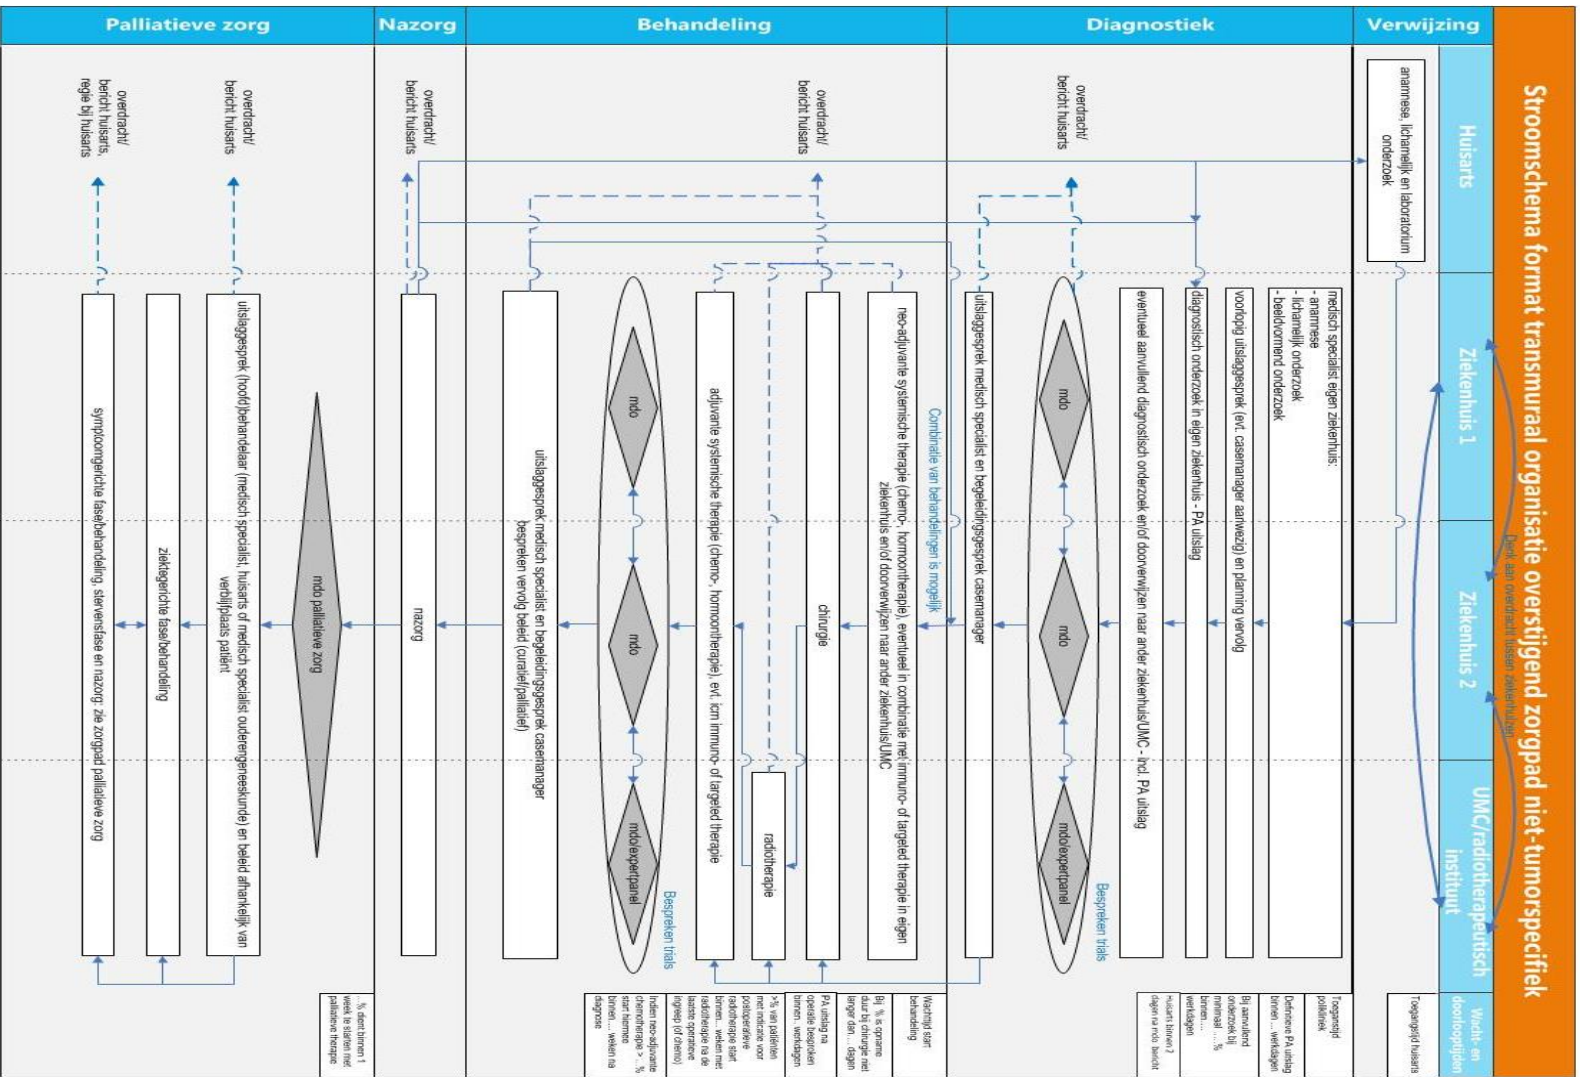 Stroomschema format transmuraal organisatie overstijgend zorgpad niet-tumorspecifiek
Denk aan overdracht tussen ziekenhuizen
Huisarts
Ziekenhuis 1
Ziekenhuis 2
UMC/radiotherapeutisch
instituut
Wacht- en
doorlooptijden
Verwijzing
anamnese, lichamelijk en laboratorium
onderzoek
Toegangstijd huisarts
Diagnostiek
medisch specialist eigen ziekenhuis:
- anamnese
- lichamelijk onderzoek
- beeldvormend onderzoek
Toegangstijd
polikliniek
voorlopig uitslaggesprek (evt. casemanager aanwezig) en planning vervolg
Definitieve PA uitslag
binnen ... werkdagen
diagnostisch onderzoek in eigen ziekenhuis - PA uitslag
Bij aanvullend
onderzoek bij
minimaal .....%
binnen....
werkdagen
eventueel aanvullend diagnostisch onderzoek en/of doorverwijzen naar ander ziekenhuis/UMC - incl. PA uitslag
Huisarts binnen 2
dagen na mdo bericht
overdracht/
bericht huisarts
mdo
mdo
mdo/expertpanel
Bespreken trials
uitslaggesprek medisch specialist en begeleidingsgesprek casemanager
Behandeling
Combinatie van behandelingen is mogelijk
Wachttijd start
behandeling
neo-adjuvante systemische therapie (chemo-, hormoontherapie), eventueel in combinatie met immuno- of targeted therapie in eigen
ziekenhuis en/of doorverwijzen naar ander ziekenhuis/UMC
Bij % is opname
duur bij chirurgie niet
langer dan.... dagen
overdracht/
bericht huisarts
chirurgie
PA uitslag na
operatie besproken
binnen.. werkdagen
radiotherapie
>% van patiënten
met indicatie voor
postoperatieve
radiotherapie start
binnen... weken met
radiotherapie na de
laatste operatieve
ingreep (of chemo)
adjuvante systemische therapie (chemo-, hormoontherapie), evt. icm immuno- of targeted therapie
Bespreken trials
mdo
mdo
mdo/expertpanel
Indien neo-adjuvante
chemotherapie > ...%
start hiermee
binnen..... weken na
diagnose
uitslaggesprek medisch specialist en begeleidingsgesprek casemanager
bespreken vervolg beleid (curatief/palliatief)
Nazorg
overdracht/
bericht huisarts
nazorg
Palliatieve zorg
mdo palliatieve zorg
...% dient binnen 1
week te starten met
palliatieve therapie
overdracht/
bericht huisarts
uitslaggesprek (hoofd)behandelaar (medisch specialist, huisarts of medisch specialist ouderengeneeskunde) en beleid afhankelijk van
verblijfplaats patiënt
ziektegerichte fase/behandeling
overdracht/
bericht huisarts,
regie bij huisarts
symptoomgerichte fase/behandeling, stervensfase en nazorg: zie zorgpad palliatieve zorg